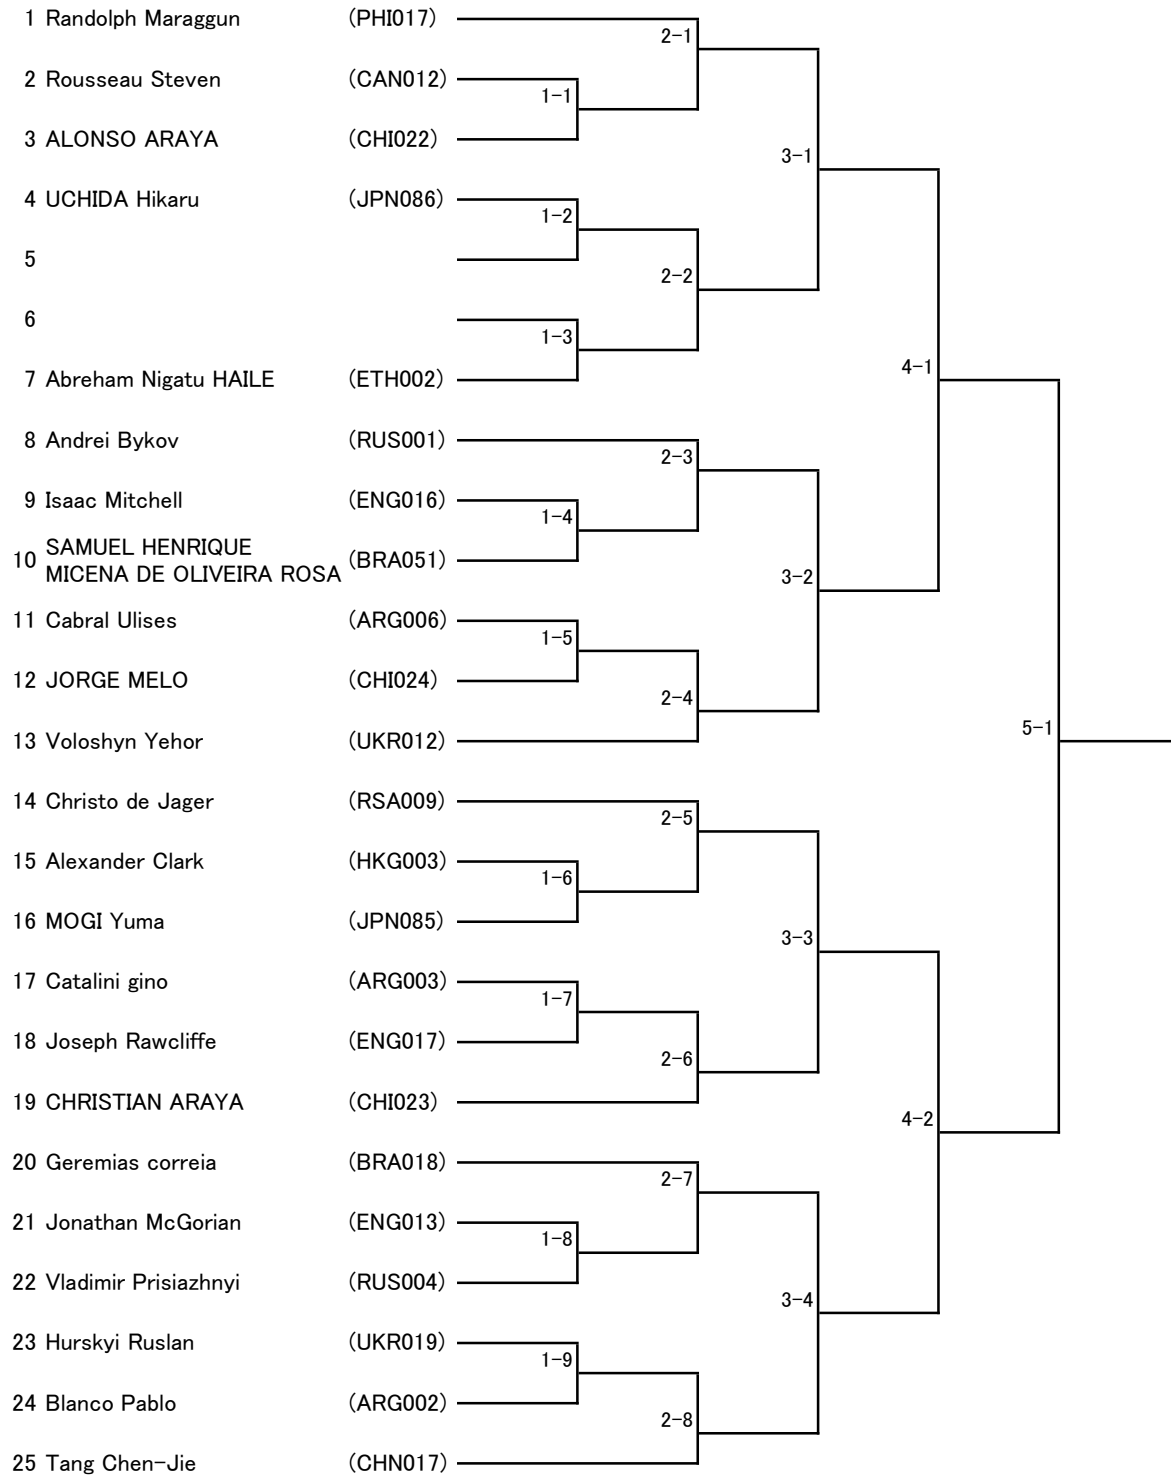 1 Randolph Maraggun (PHI017)
2-1
2 Rousseau Steven (CAN012)
1-1
3 ALONSO ARAYA (CHI022)
3-1
4 UCHIDA Hikaru (JPN086)
1-2
5
2-2
6
1-3
4-1
7 Abreham Nigatu HAILE (ETH002)
8 Andrei Bykov (RUS001)
2-3
9 Isaac Mitchell (ENG016)
1-4
10 SAMUEL HENRIQUE
MICENA DE OLIVEIRA ROSA (BRA051)
3-2
11 Cabral Ulises (ARG006)
1-5
12 JORGE MELO (CHI024)
2-4
5-1
13 Voloshyn Yehor (UKR012)
14 Christo de Jager (RSA009)
2-5
15 Alexander Clark (HKG003)
1-6
16 MOGI Yuma (JPN085)
3-3
17 Catalini gino (ARG003)
1-7
18 Joseph Rawcliffe (ENG017)
2-6
19 CHRISTIAN ARAYA (CHI023)
4-2
20 Geremias correia (BRA018)
2-7
21 Jonathan McGorian (ENG013)
1-8
22 Vladimir Prisiazhnyi (RUS004)
3-4
23 Hurskyi Ruslan (UKR019)
1-9
24 Blanco Pablo (ARG002)
2-8
25 Tang Chen-Jie (CHN017)